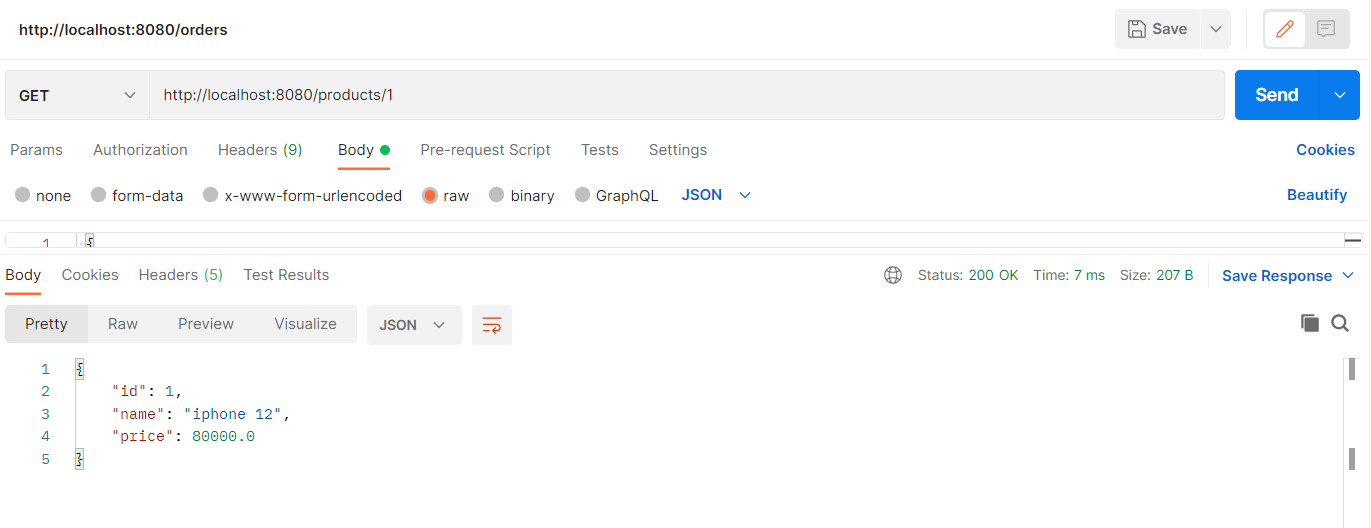 http://localhost:8080/orders Save
GET http://localhost:8080/products/1 Send
Params Authorization Headers (9) Body Pre-request Script Tests Settings Cookies
none form-data x-www-form-urlencoded raw binary GraphQL JSON Beautify
1 {
Body Cookies Headers (5) Test Results Status: 200 OK Time: 7 ms Size: 207 B Save Response
Pretty Raw Preview Visualize JSON
1 {
2 "id": 1,
3 "name": "iphone 12",
4 "price": 80000.0
5 }